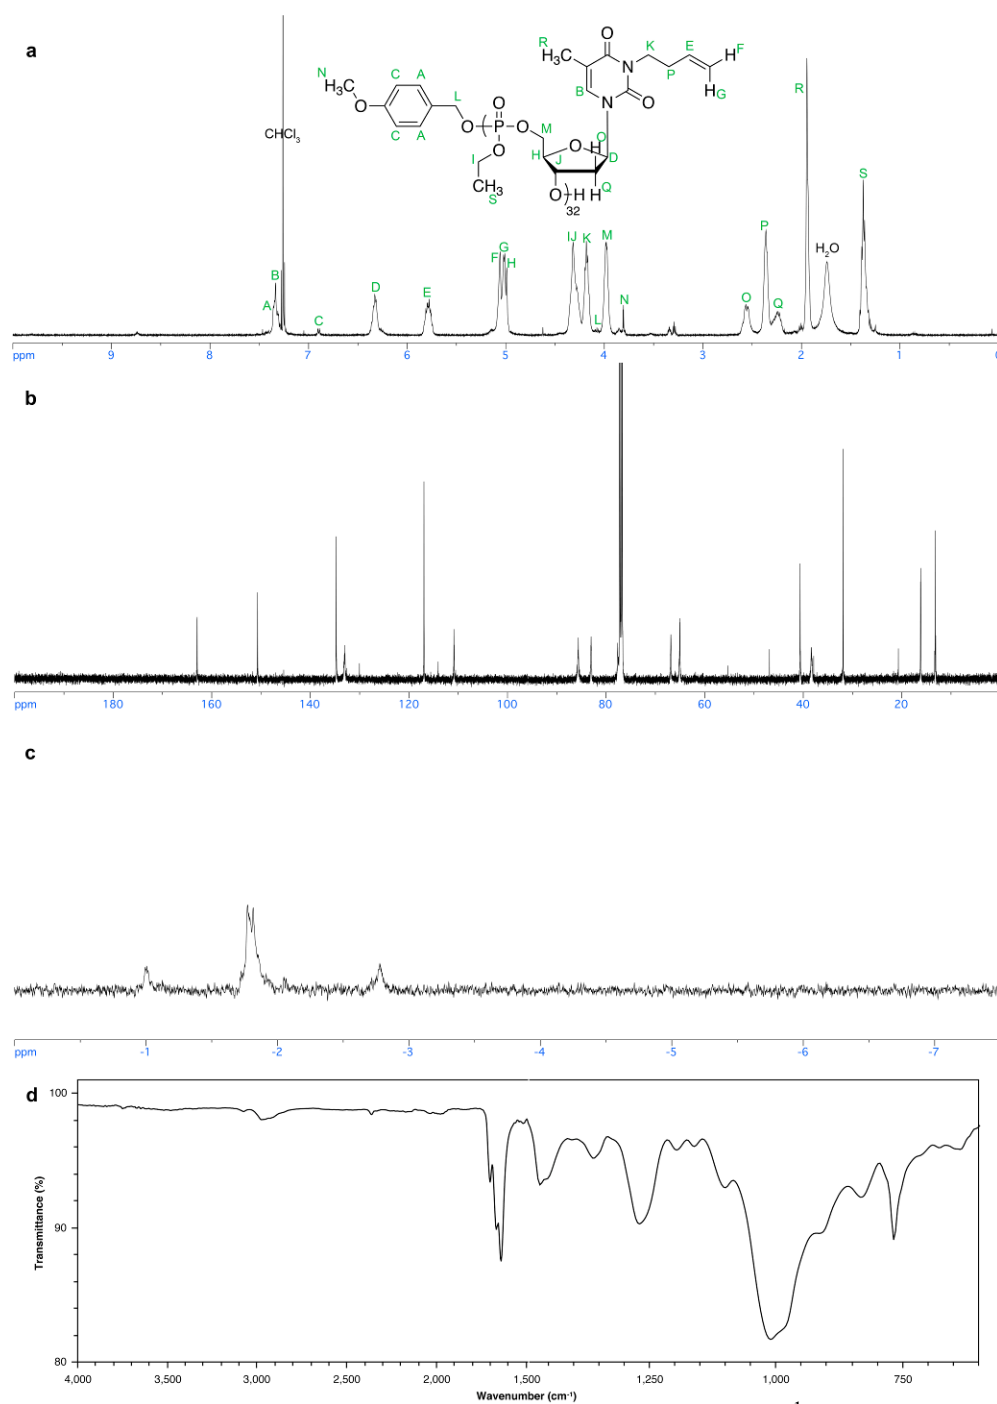 a
R
H₃C
O
N
K
E
H
F
P
H
G
B
N
O
N
H₃C
C
A
O
L
O
O
P
O
M
C
A
O
I
CH₃
S
O
H
O
J
H
D
O
H
H
Q
32
CHCl₃
A
B
C
D
E
F
G
H
IJ
K
L
M
N
O
P
Q
R
H₂O
S
ppm 9 8 7 6 5 4 3 2 1 0
b
ppm 180 160 140 120 100 80 60 40 20
c
ppm -1 -2 -3 -4 -5 -6 -7
d
100
90
80
Transmittance (%)
4,000 3,500 3,000 2,500 2,000 1,500 1,250 1,000 750
Wavenumber (cm⁻¹)